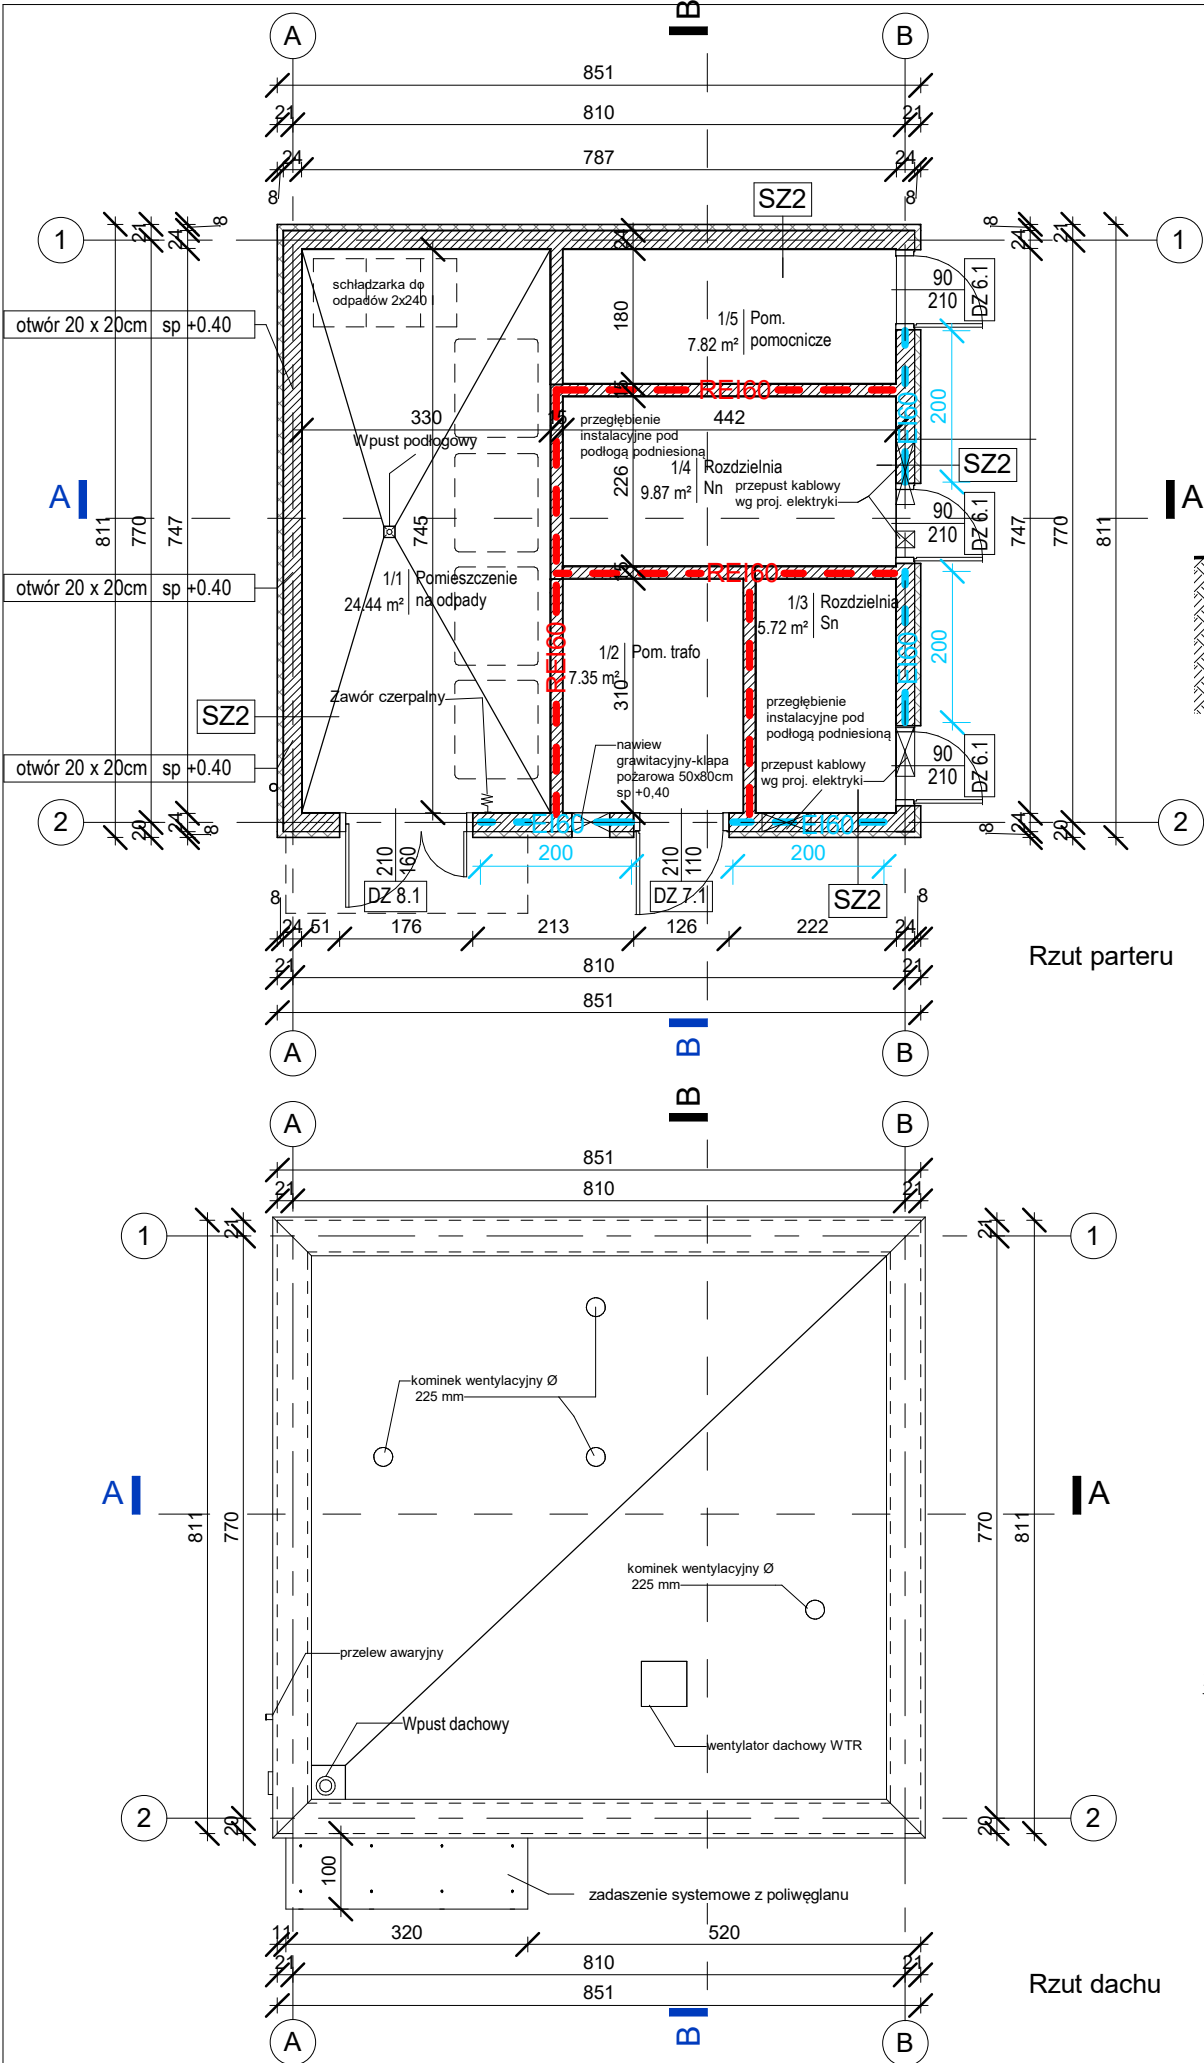 B
A
B
851
21
810
21
24
787
24
8
8
SZ2
1
1
8
21
24
24
8
24
21
schładzarka do
odpadów 2x240 l
otwór 20 x 20cm sp +0.40
180
1/5 Pom.
7.82 m² pomocnicze
90
210
DZ 6.1
15
REI60
EI60
200
330
15
442
Wpust podłogowy
przegłębienie
instalacyjne pod
podłogą podniesioną
1/4 Rozdzielnia
9.87 m² Nn
226
przepust kablowy
wg proj. elektryki
SZ2
A
A
811
770
747
745
90
210
DZ 6.1
747
770
811
15
REI60
otwór 20 x 20cm sp +0.40
1/1 Pomieszczenie
24.44 m² na odpady
1/3 Rozdzielnia
5.72 m² Sn
REI60
1/2 Pom. trafo
7.35 m²
310
EI60
200
Zawór czerpalny
SZ2
przegłębienie
instalacyjne pod
podłogą podniesioną
nawiew
grawitacyjny-klapa
pożarowa 50x80cm
sp +0,40
przepust kablowy
wg proj. elektryki
otwór 20 x 20cm sp +0.40
90
210
DZ 6.1
2
2
20
24
8
8
24
20
EI60
EI60
200
200
210
160
DZ 8.1
210
110
DZ 7.1
SZ2
8
24
51
176
213
126
222
24
8
21
810
21
851
Rzut parteru
A
B
B
B
A
B
851
21
810
21
1
1
21
21
kominek wentylacyjny Ø
225 mm
A
A
811
770
770
811
kominek wentylacyjny Ø
225 mm
przelew awaryjny
Wpust dachowy
wentylator dachowy WTR
2
2
20
20
100
zadaszenie systemowe z poliwęglanu
11
320
520
21
810
21
851
Rzut dachu
A
B
B